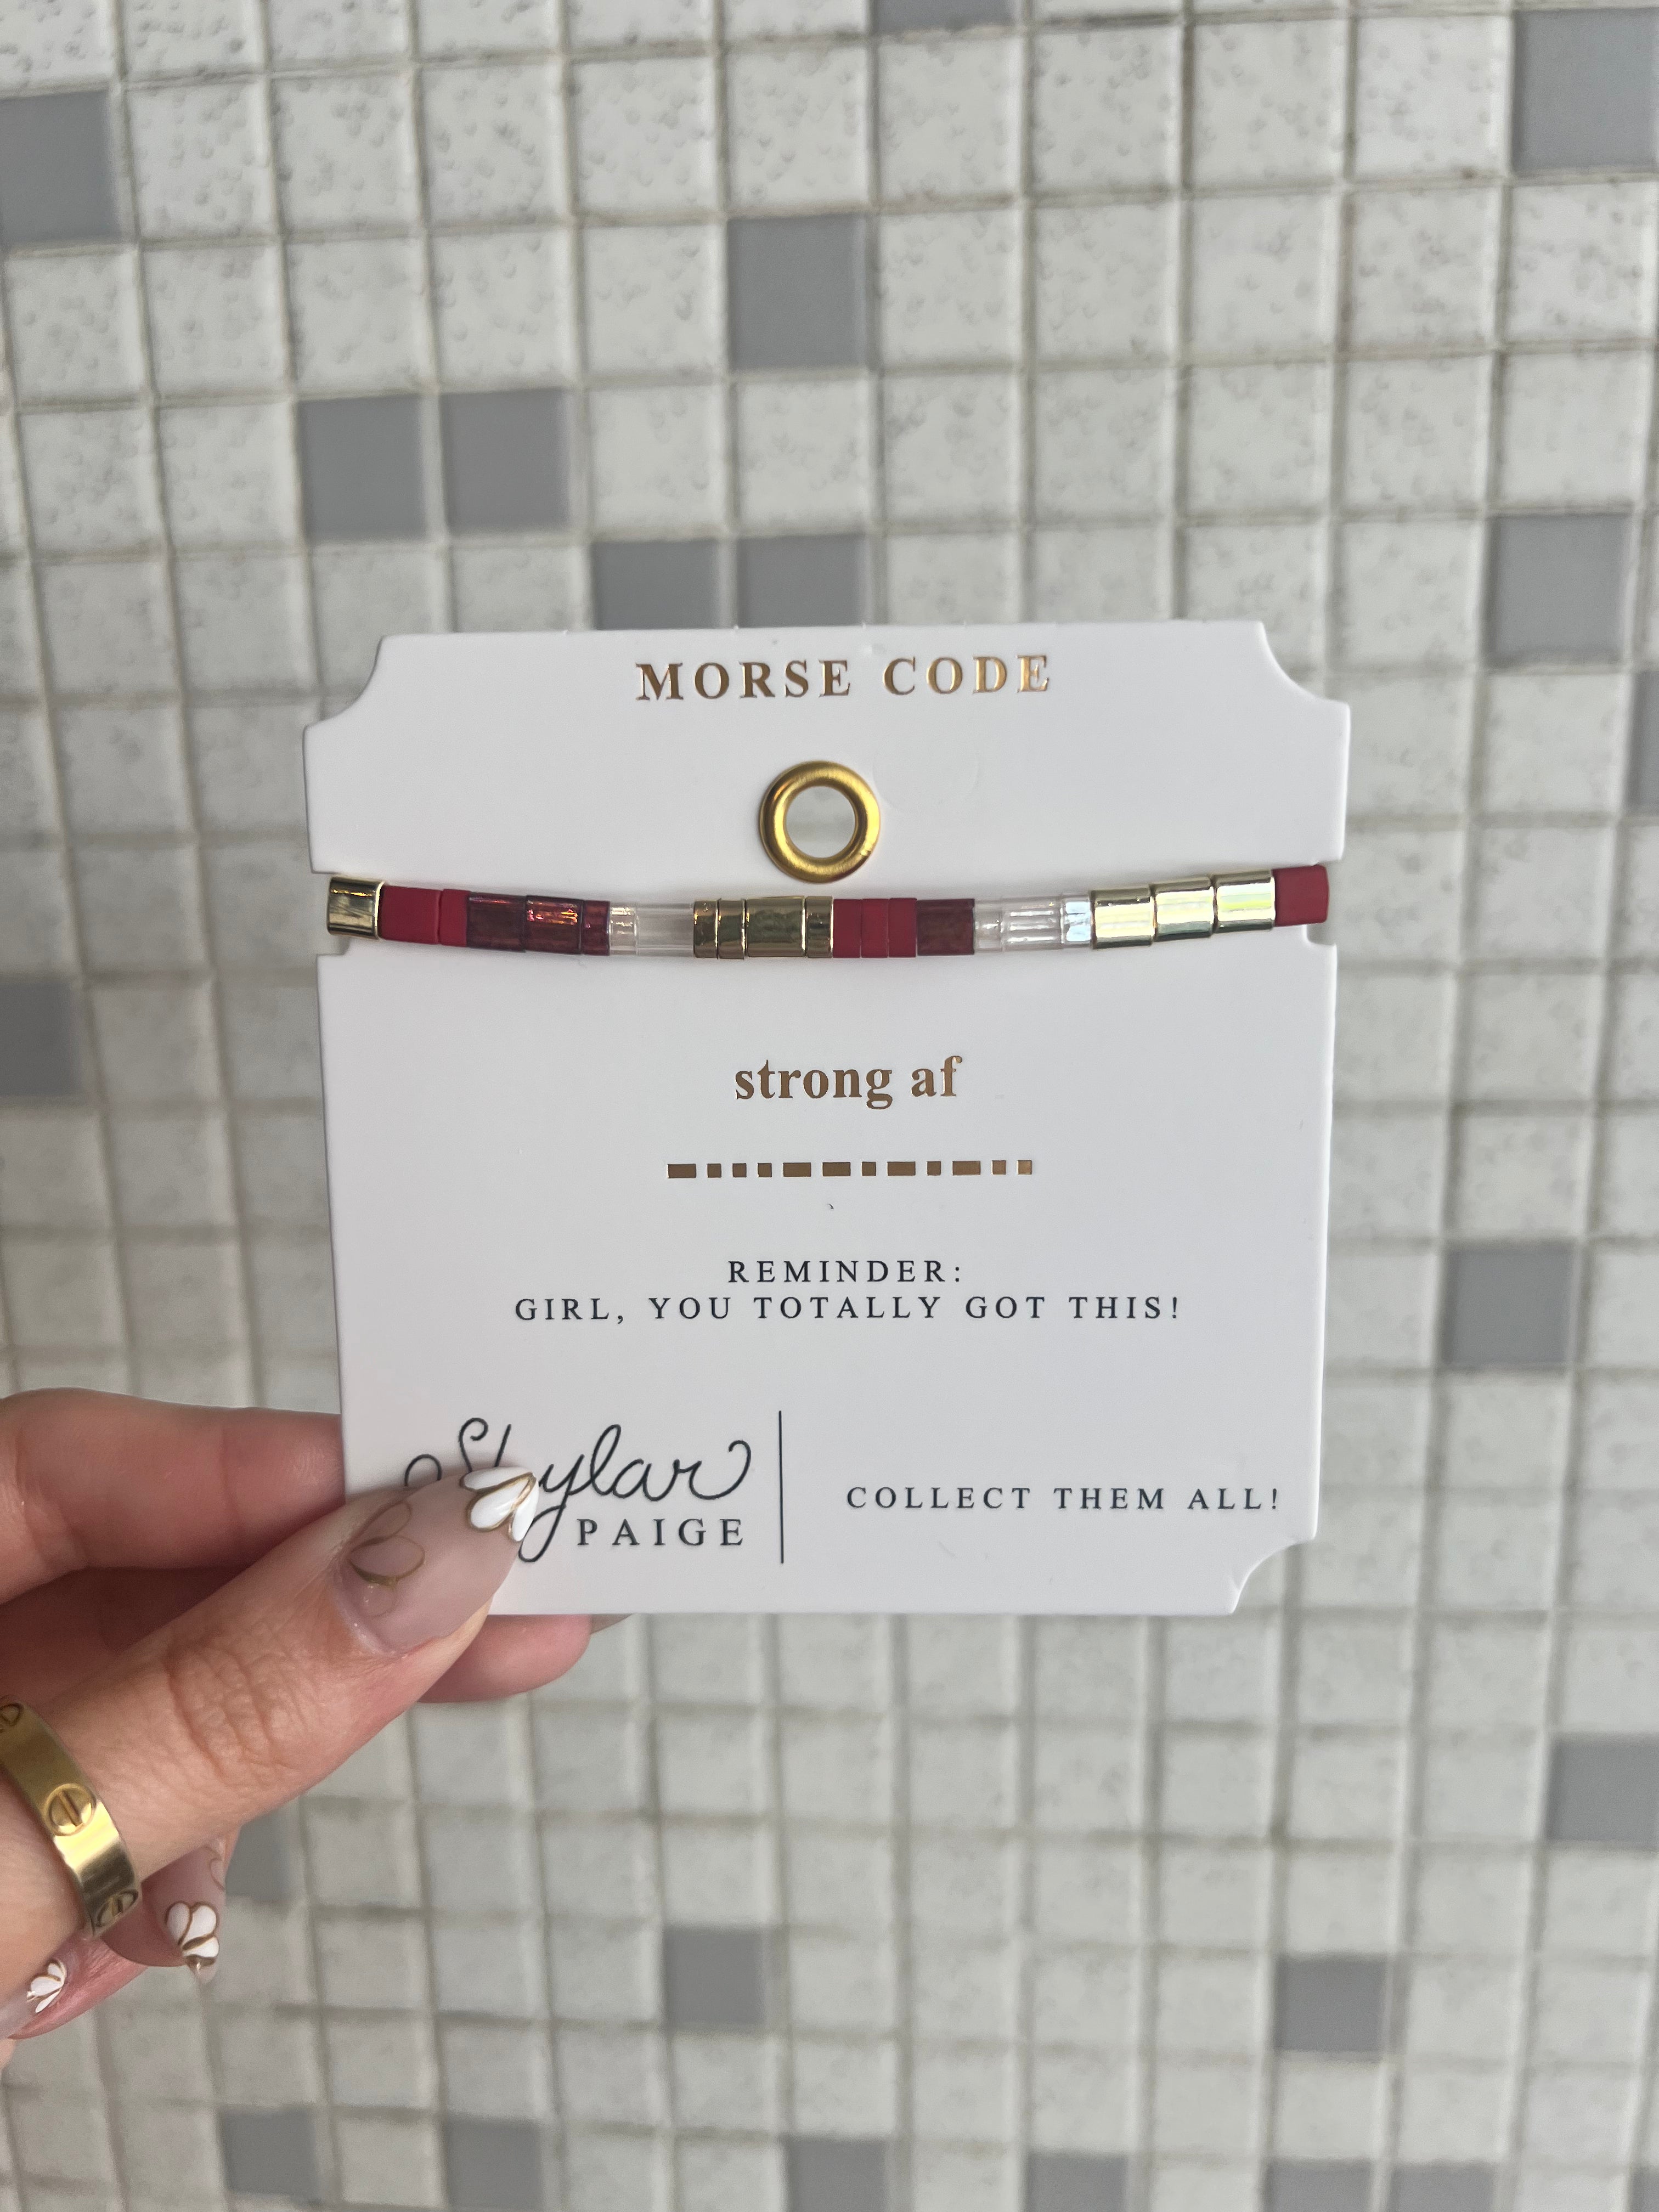 MORSE CODE
strong af
REMINDER:
GIRL, YOU TOTALLY GOT THIS!
Skylar
PAIGE
COLLECT THEM ALL!